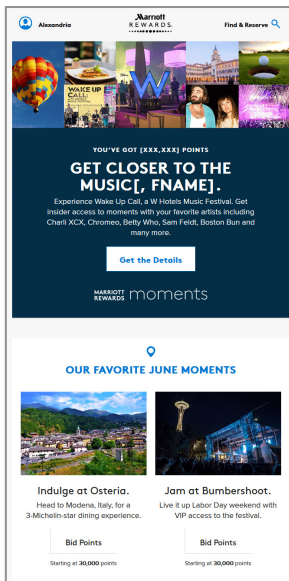 Alexandria
Marriott
REWARDS.
Find & Reserve
WAKE UP
CALL:
W
YOU'VE GOT [XXX,XXX] POINTS
GET CLOSER TO THE
MUSIC[, FNAME].
Experience Wake Up Call, a W Hotels Music Festival. Get
insider access to moments with your favorite artists including
Charli XCX, Chromeo, Betty Who, Sam Feldt, Boston Bun and
many more.
Get the Details
MARRIOTT
REWARDS moments
OUR FAVORITE JUNE MOMENTS
Indulge at Osteria.
Head to Modena, Italy, for a
3-Michelin-star dining experience.
Bid Points
Starting at 30,000 points
Jam at Bumbershoot.
Live it up Labor Day weekend with
VIP access to the festival.
Bid Points
Starting at 30,000 points